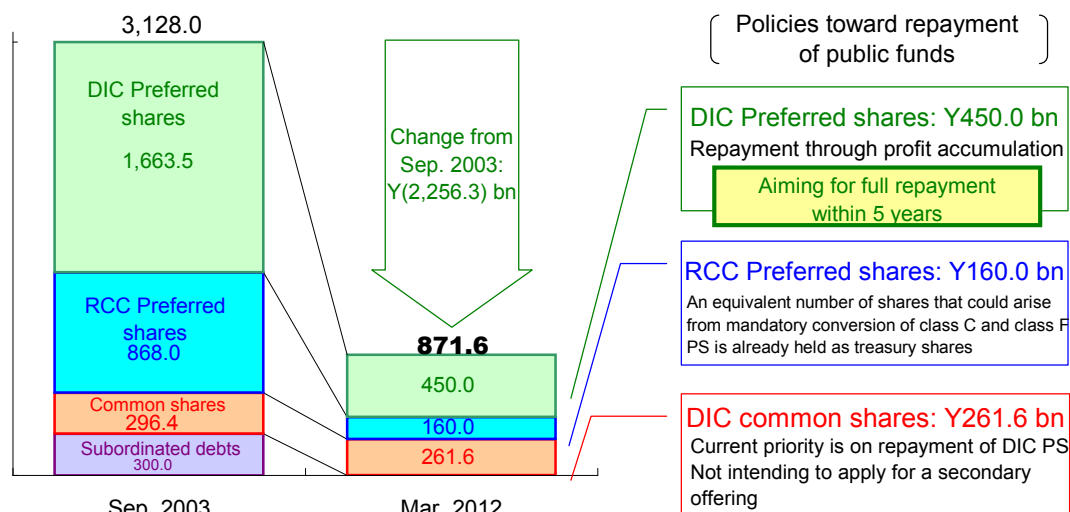 3,128.0
DIC Preferred
shares
1,663.5
RCC Preferred
shares
868.0
Common shares
296.4
Subordinated debts
300.0
Sep. 2003
Change from
Sep. 2003:
Y(2,256.3) bn
871.6
450.0
160.0
261.6
Mar. 2012
Policies toward repayment
of public funds
DIC Preferred shares: Y450.0 bn
Repayment through profit accumulation
Aiming for full repayment
within 5 years
RCC Preferred shares: Y160.0 bn
An equivalent number of shares that could arise
from mandatory conversion of class C and class F
PS is already held as treasury shares
DIC common shares: Y261.6 bn
Current priority is on repayment of DIC PS
Not intending to apply for a secondary
offering